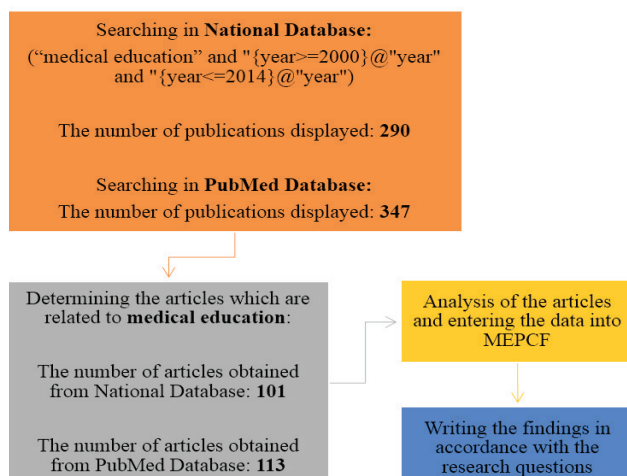 Searching in National Database:
(“medical education” and "{year>=2000}@"year"
and "{year<=2014}@"year")
The number of publications displayed: 290
Searching in PubMed Database:
The number of publications displayed: 347
Determining the articles which are
related to medical education:
The number of articles obtained
from National Database: 101
The number of articles obtained
from PubMed Database: 113
Analysis of the articles
and entering the data into
MEPCF
Writing the findings in
accordance with the
research questions